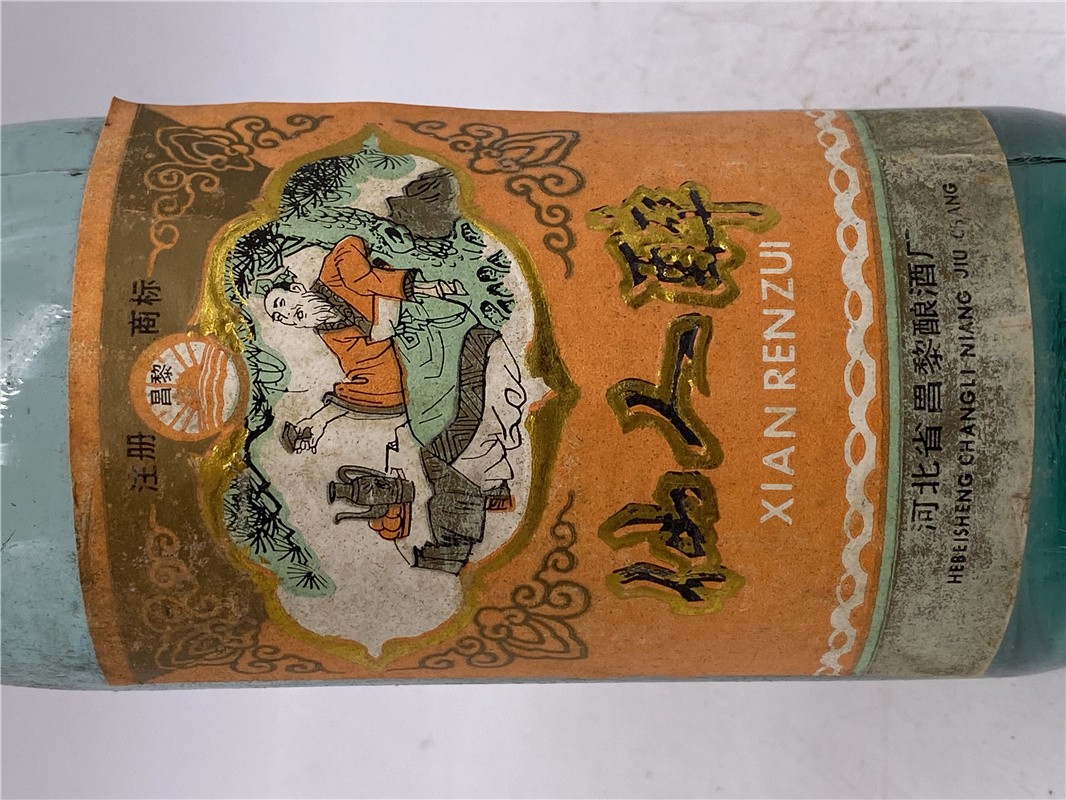 注册 商标
昌黎
仙人醉
XIAN RENZUI
河北省昌黎酿酒厂
HEBEISHENG CHANGLI NIANG JIU CHANG